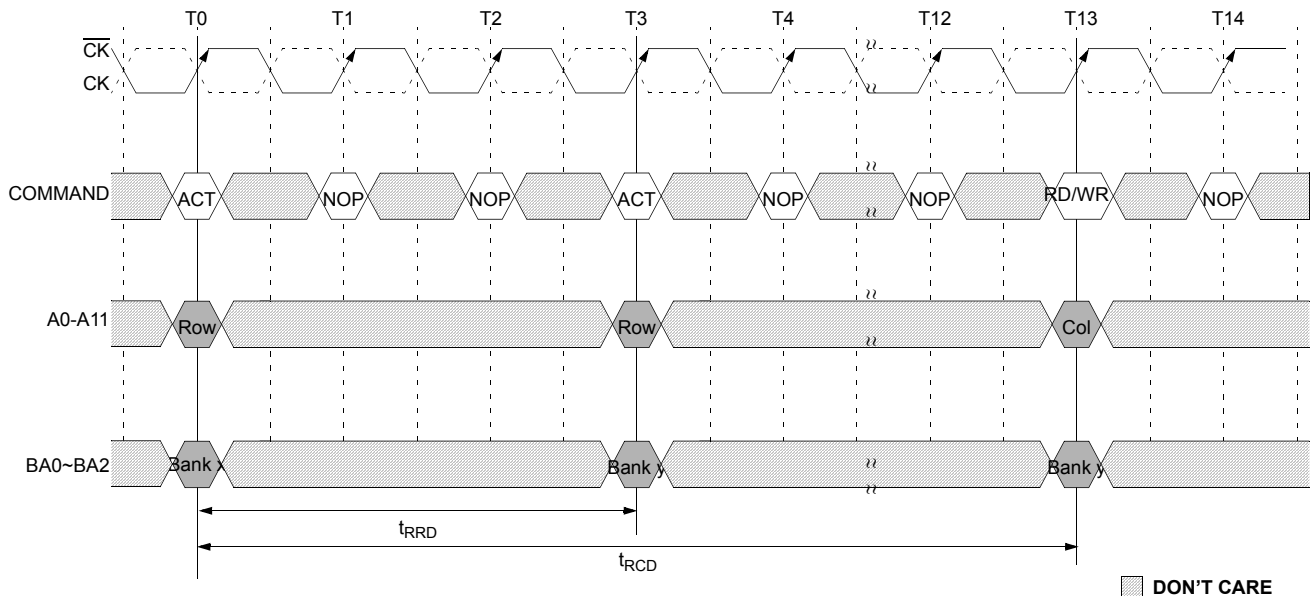 T0 T1 T2 T3 T4 T12 T13 T14
CK
CK
COMMAND ACT NOP NOP ACT NOP NOP RD/WR NOP
A0-A11 Row Row Col
BA0~BA2 Bank x Bank y Bank y
tRRD
tRCD
DON'T CARE